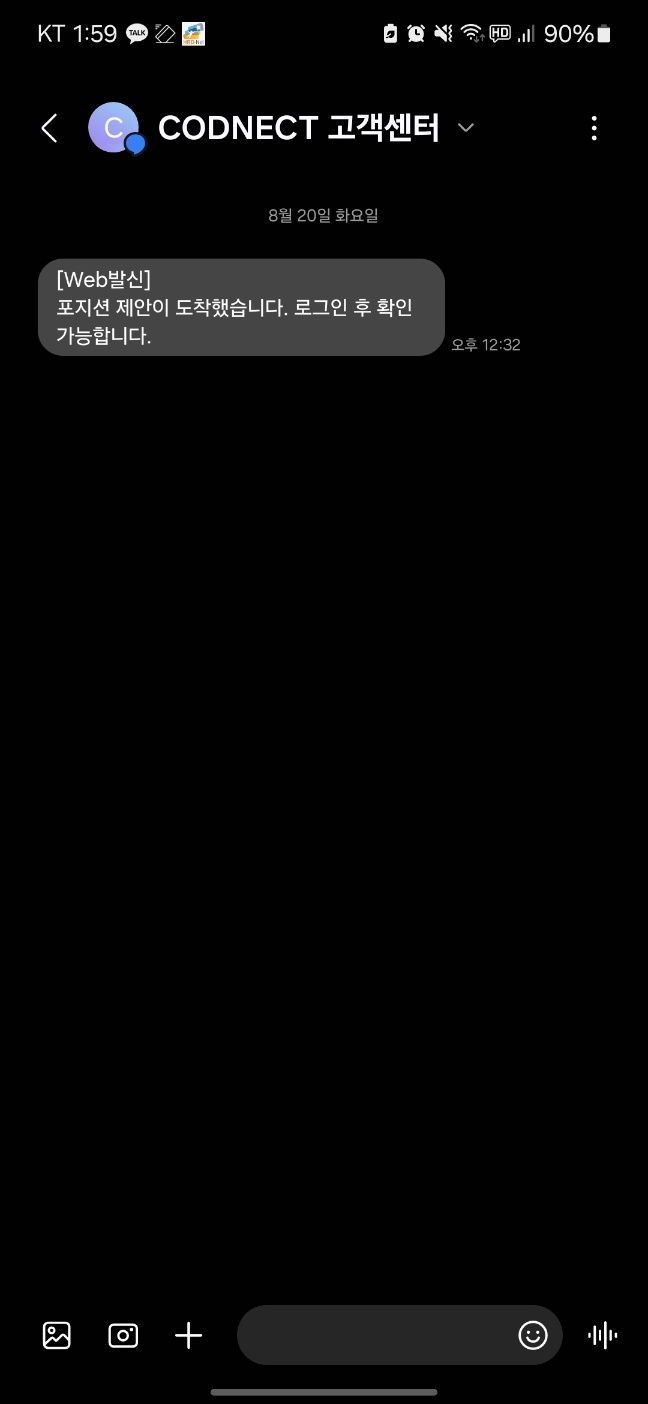 KT 1:59 TALK HD 90%
C CODNECT 고객센터
8월 20일 화요일
[Web발신]
포지션 제안이 도착했습니다. 로그인 후 확인
가능합니다.
오후 12:32